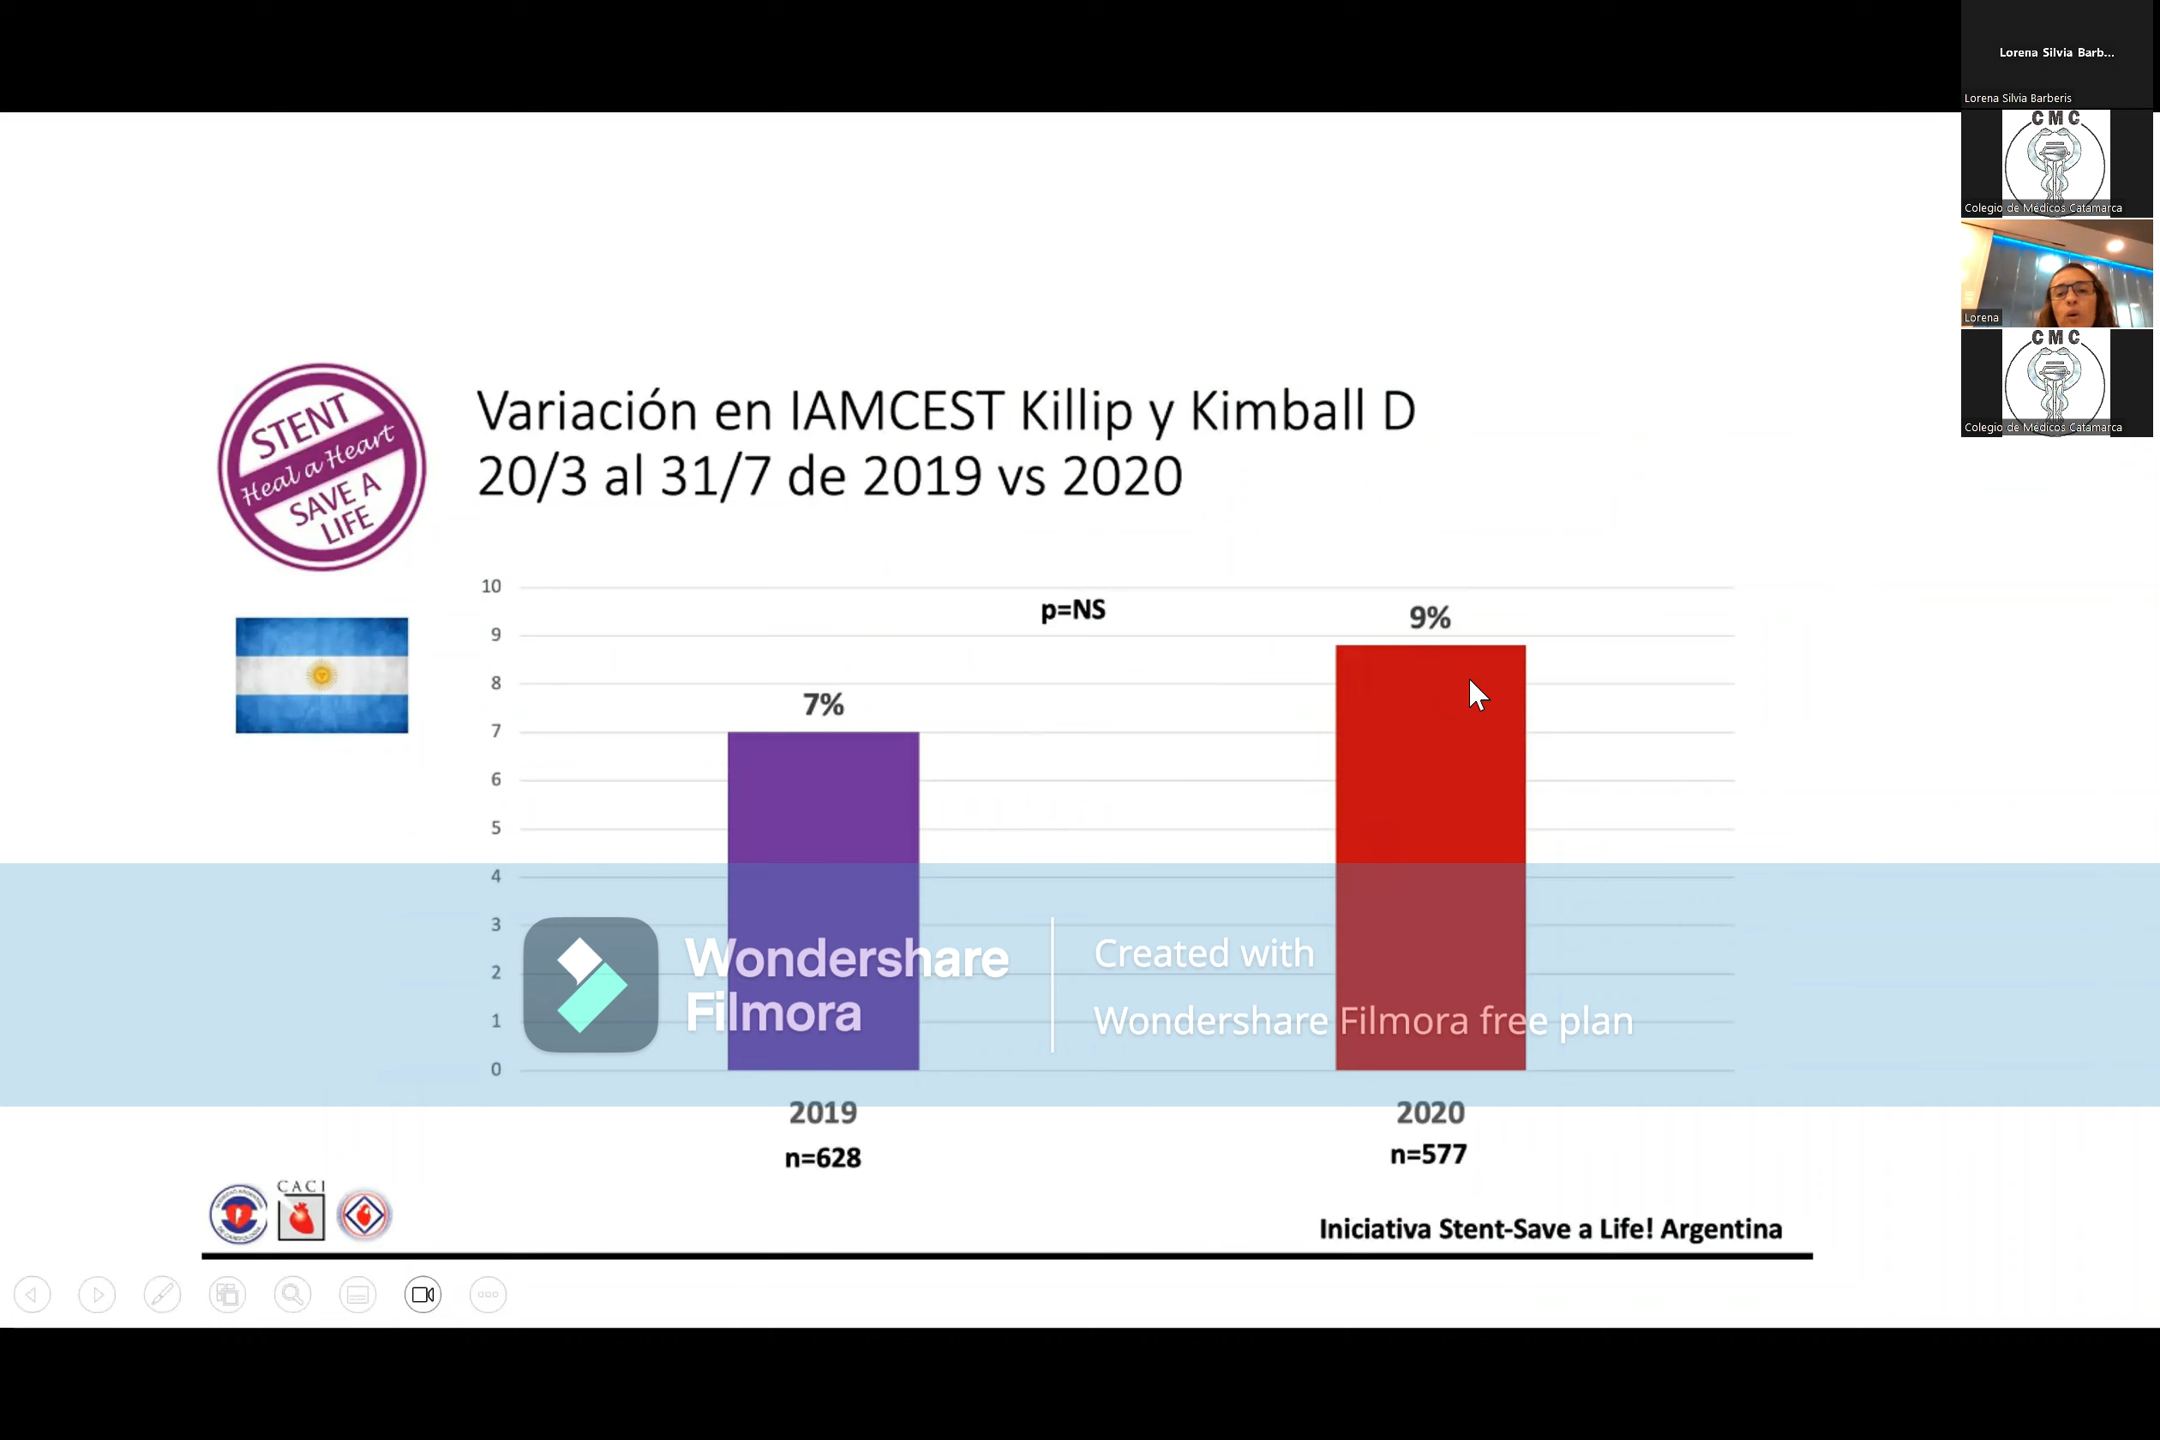 Lorena Silvia Barb...
Lorena Silvia Barberis
CMC
Colegio de Médicos Catamarca
Lorena
CMC
Colegio de Médicos Catamarca
STENT
Heal a Heart
SAVE A
LIFE
Variación en IAMCEST Killip y Kimball D
20/3 al 31/7 de 2019 vs 2020
10
9
8
7
6
5
4
3
2
1
0
p=NS
7%
9%
Wondershare
Filmora
Created with
Wondershare Filmora free plan
2019
2020
n=628
n=577
CACI
Iniciativa Stent-Save a Life! Argentina